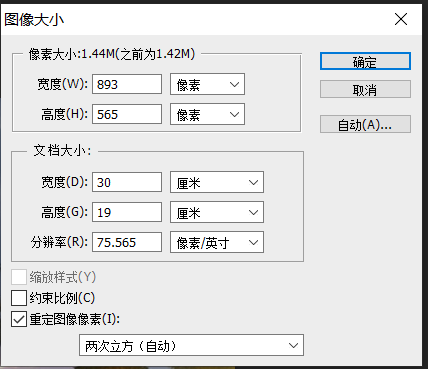 图像大小
像素大小:1.44M(之前为1.42M)
宽度(W): 893 像素
高度(H): 565 像素
确定
取消
自动(A)...
文档大小:
宽度(D): 30 厘米
高度(G): 19 厘米
分辨率(R): 75.565 像素/英寸
缩放样式(Y)
约束比例(C)
重定图像像素(I):
两次立方（自动）